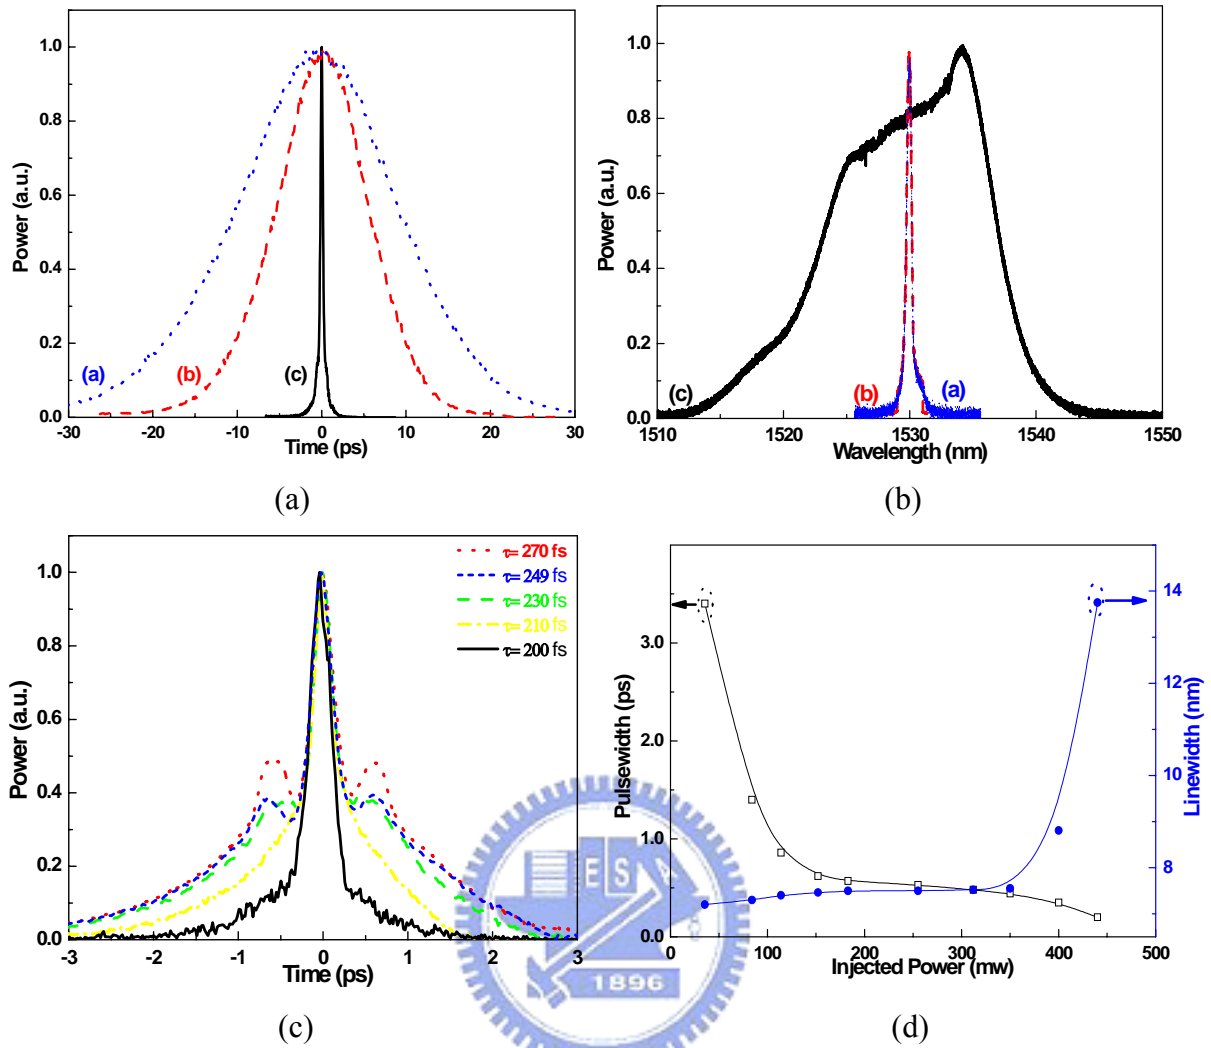 1.0
0.8
0.6
0.4
0.2
0.0
Power (a.u.)
(a)
(b)
(c)
-30
-20
-10
0
10
20
30
Time (ps)
(a)
1.0
0.8
0.6
0.4
0.2
0.0
Power (a.u.)
(c)
(b)
(a)
1510
1520
1530
1540
1550
Wavelength (nm)
(b)
1.0
0.8
0.6
0.4
0.2
0.0
Power (a.u.)
τ= 270 fs
τ= 249 fs
τ= 230 fs
τ= 210 fs
τ= 200 fs
-3
-2
-1
0
1
2
3
Time (ps)
(c)
3.0
2.0
1.0
0.0
Pulsewidth (ps)
14
12
10
8
Linewidth (nm)
0
100
200
300
400
500
Injected Power (mw)
(d)
E S
1896